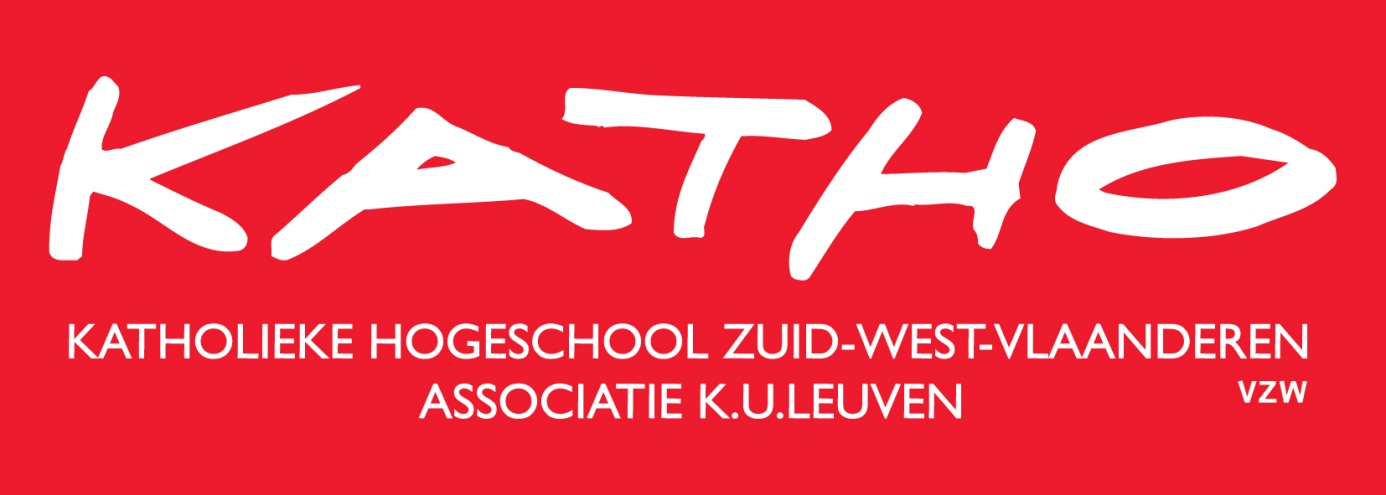 KATHO
KATHOLIEKE HOGESCHOOL ZUID-WEST-VLAANDEREN
VZW
ASSOCIATIE K.U.LEUVEN